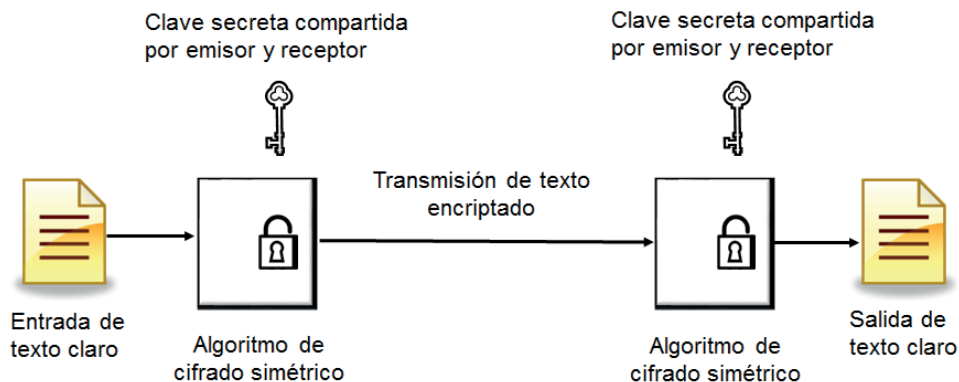 Clave secreta compartida
por emisor y receptor
Clave secreta compartida
por emisor y receptor
Transmisión de texto
encriptado
Entrada de
texto claro
Algoritmo de
cifrado simétrico
Algoritmo de
cifrado simétrico
Salida de
texto claro